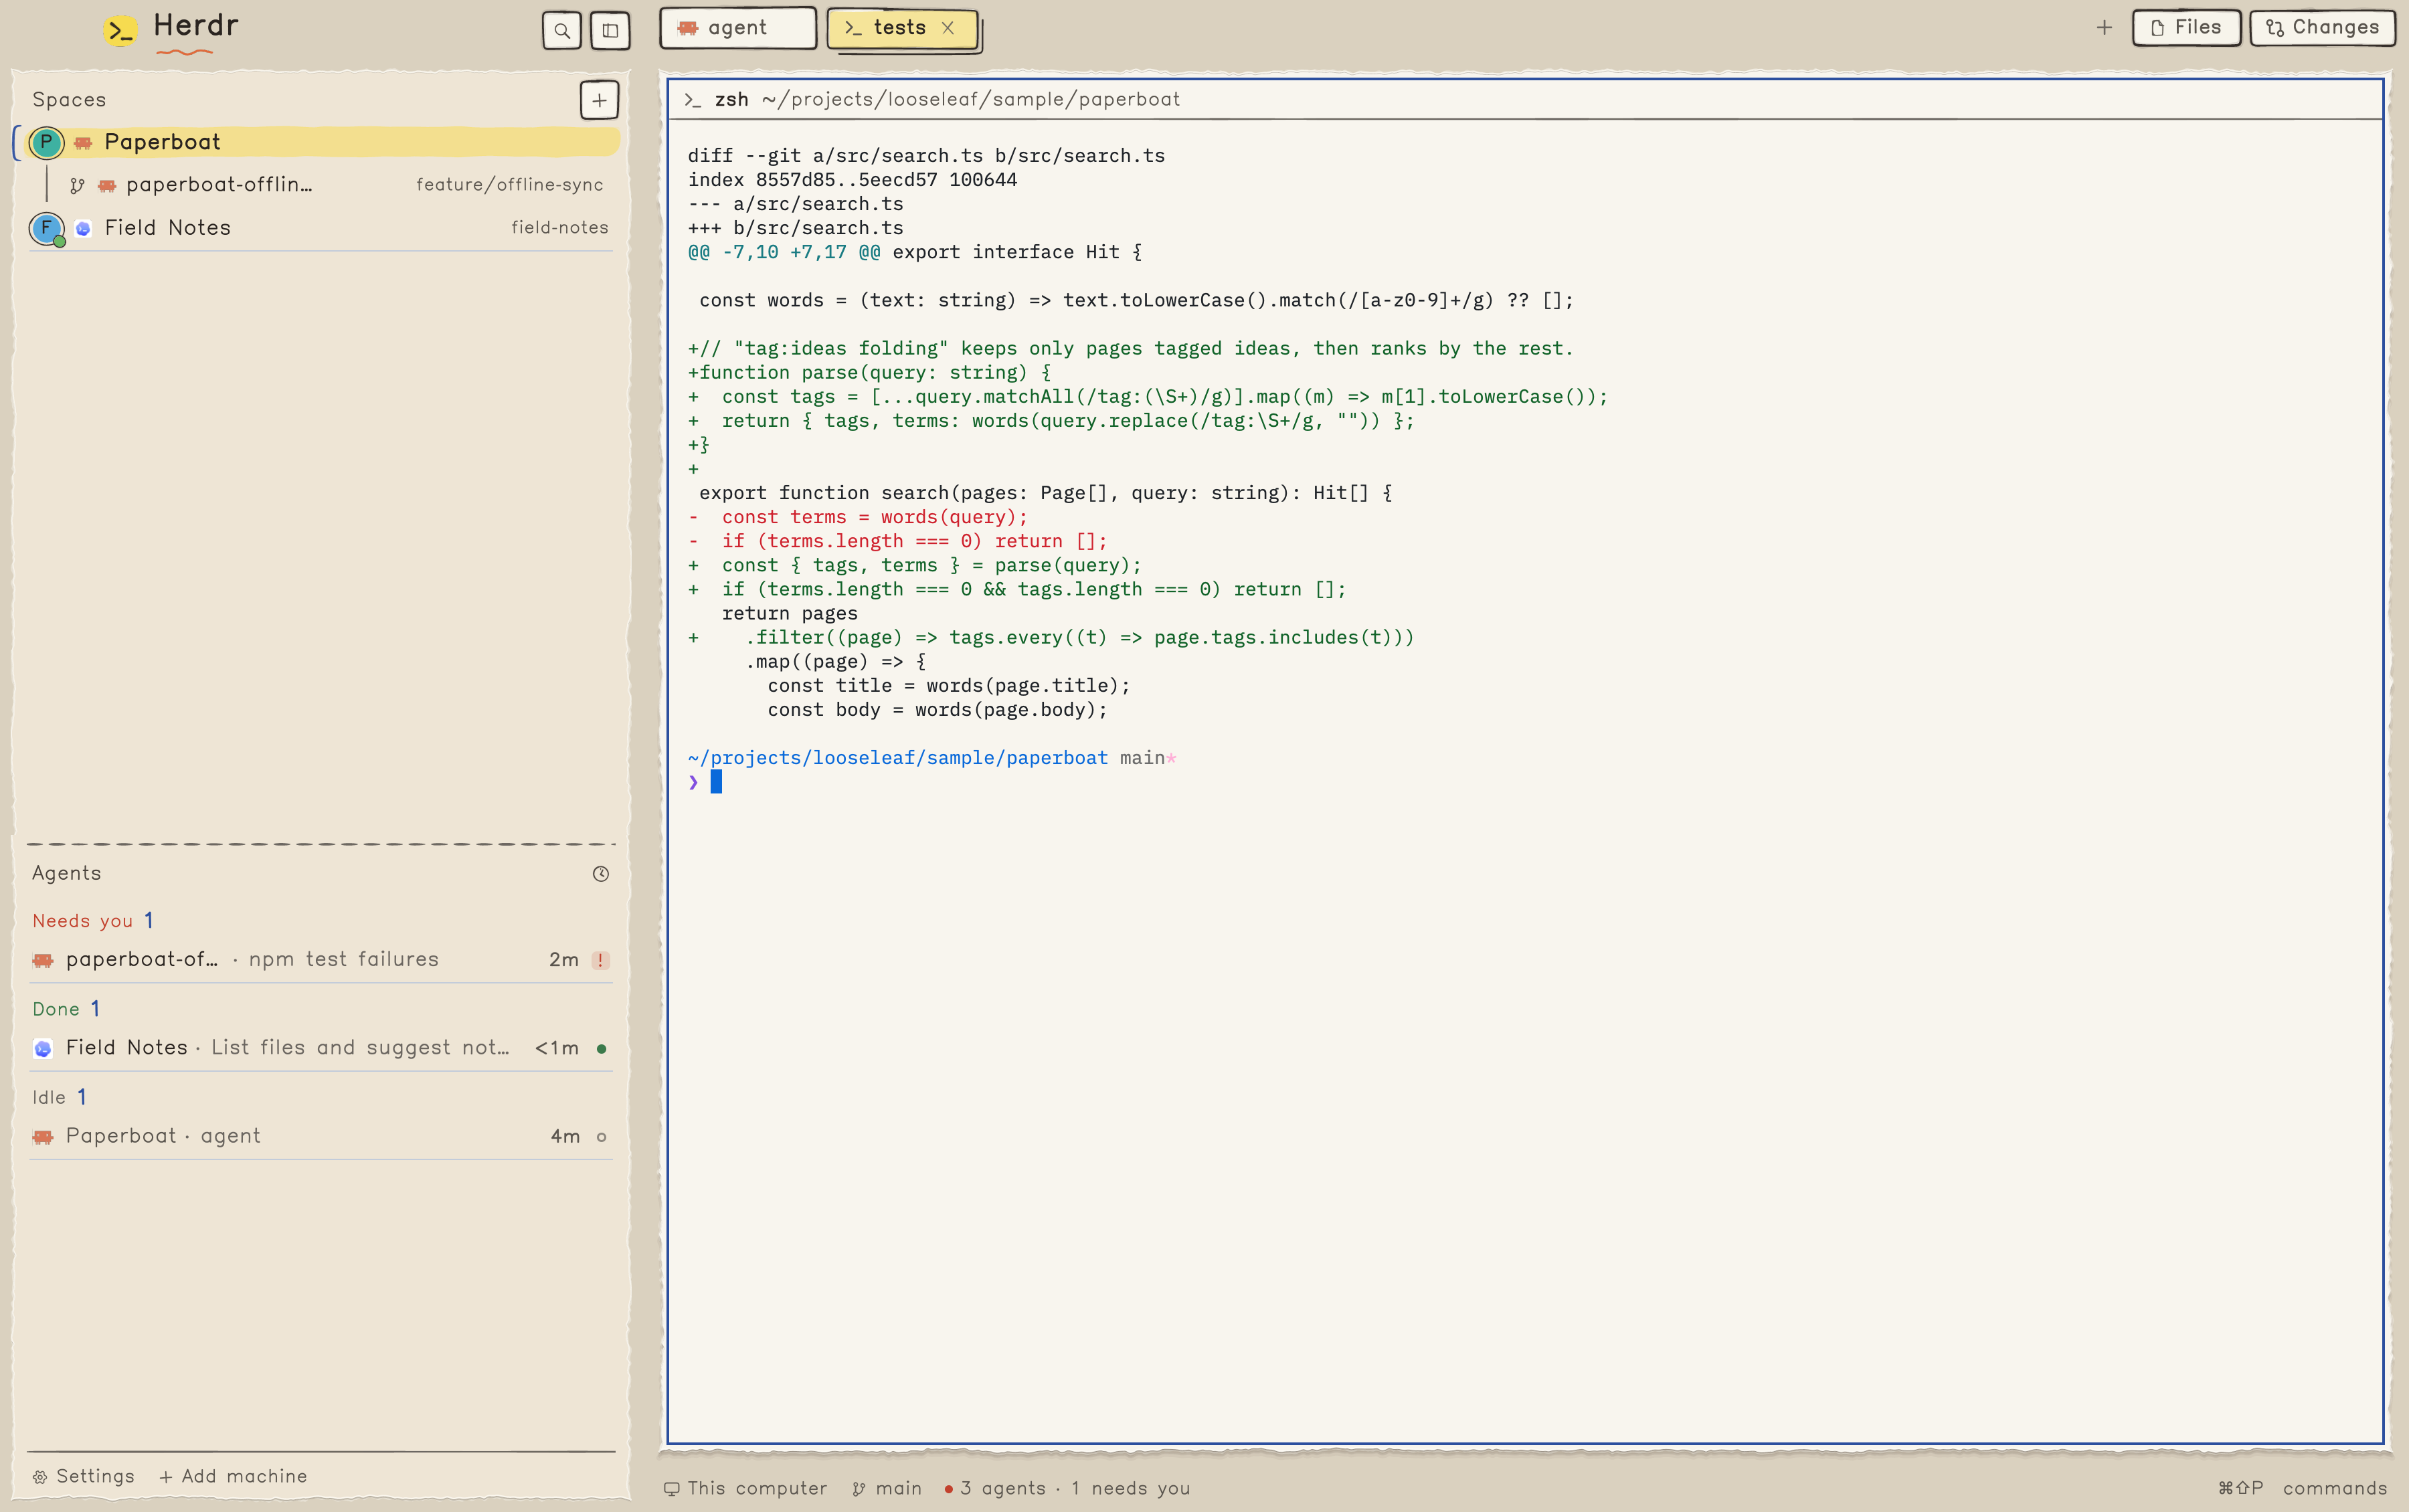 Herdr
agent
tests
Files
Changes
Spaces
P Paperboat
paperboat-offlin… feature/offline-sync
F Field Notes field-notes
Agents
Needs you 1
paperboat-of… · npm test failures 2m !
Done 1
Field Notes · List files and suggest not… <1m
Idle 1
Paperboat · agent 4m
Settings + Add machine
zsh ~/projects/looseleaf/sample/paperboat
diff --git a/src/search.ts b/src/search.ts
index 8557d85..5eecd57 100644
--- a/src/search.ts
+++ b/src/search.ts
@@ -7,10 +7,17 @@ export interface Hit {
 const words = (text: string) => text.toLowerCase().match(/[a-z0-9]+/g) ?? [];
+// "tag:ideas folding" keeps only pages tagged ideas, then ranks by the rest.
+function parse(query: string) {
+  const tags = [...query.matchAll(/tag:(\S+)/g)].map((m) => m[1].toLowerCase());
+  return { tags, terms: words(query.replace(/tag:\S+/g, "")) };
+}
+
 export function search(pages: Page[], query: string): Hit[] {
-  const terms = words(query);
-  if (terms.length === 0) return [];
+  const { tags, terms } = parse(query);
+  if (terms.length === 0 && tags.length === 0) return [];
   return pages
+    .filter((page) => tags.every((t) => page.tags.includes(t)))
     .map((page) => {
       const title = words(page.title);
       const body = words(page.body);
~/projects/looseleaf/sample/paperboat main*
❯
This computer main 3 agents · 1 needs you ⌘⇧P commands